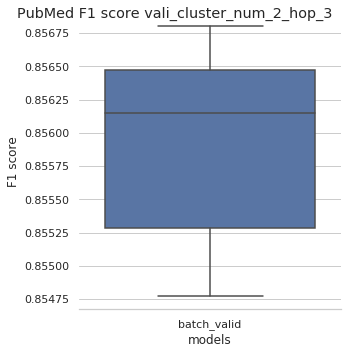 PubMed F1 score vali_cluster_num_2_hop_3
0.85675
0.85650
0.85625
0.85600
0.85575
0.85550
0.85525
0.85500
0.85475
F1 score
batch_valid
models